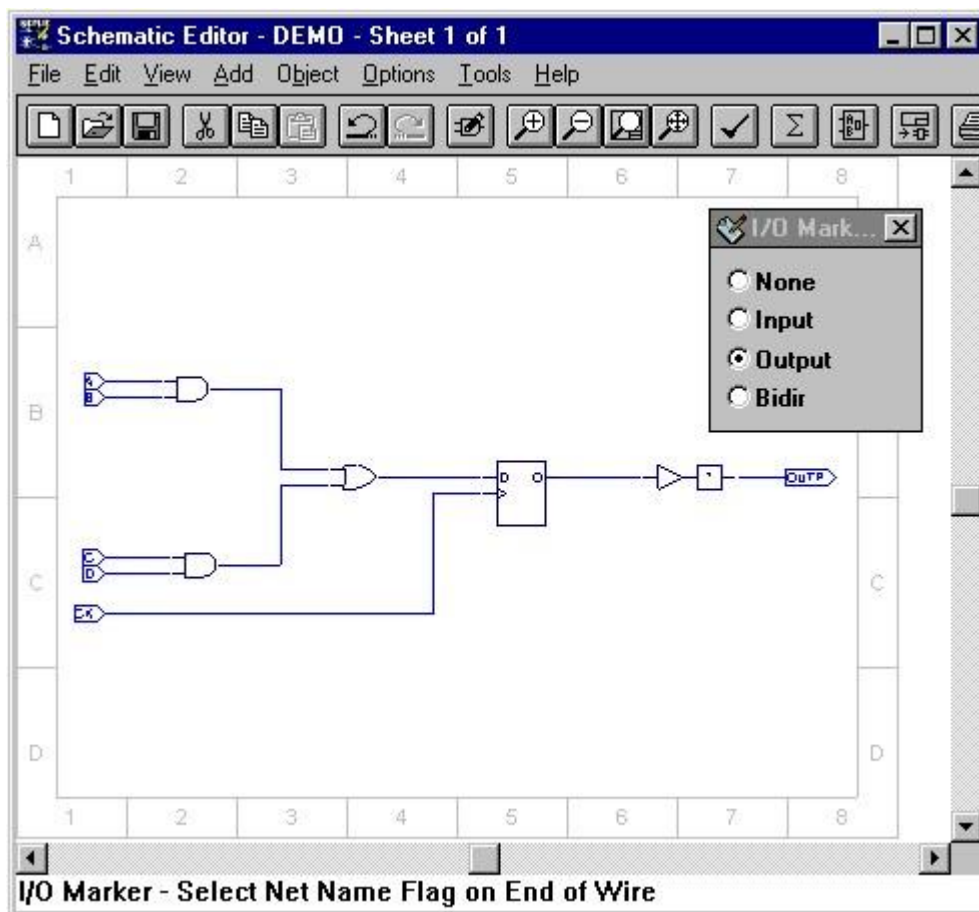 Schematic Editor - DEMO - Sheet 1 of 1
File Edit View Add Object Options Tools Help
1 2 3 4 5 6 7 8
A
I/O Mark...
None
Input
Output
Bidir
A
B
B
D
OUTP
C
D
C
C
CK
D
D
1 2 3 4 5 6 7 8
I/O Marker - Select Net Name Flag on End of Wire